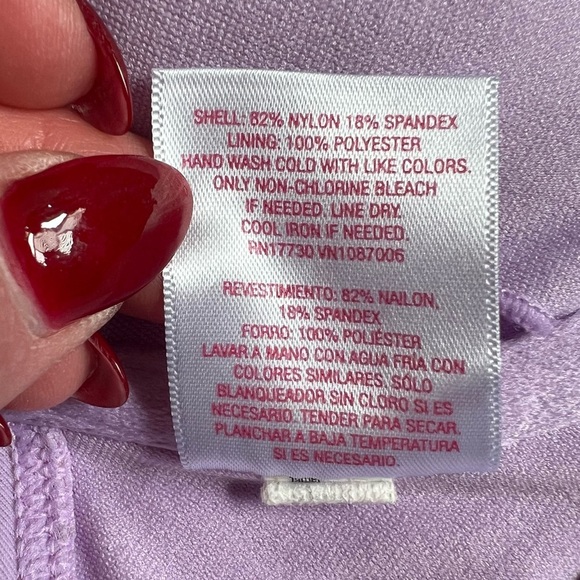 SHELL: 82% NYLON 18% SPANDEX
LINING: 100% POLYESTER
HAND WASH COLD WITH LIKE COLORS.
ONLY NON-CHLORINE BLEACH
IF NEEDED. LINE DRY.
COOL IRON IF NEEDED.
RN17730 VN1087006
REVESTIMIENTO: 82% NAILON,
18% SPANDEX
FORRO: 100% POLIÉSTER
LAVAR A MANO CON AGUA FRIA CON
COLORES SIMILARES, SÓLO
BLANQUEADOR SIN CLORO SI ES
NECESARIO. TENDER PARA SECAR.
PLANCHAR A BAJA TEMPERATURA
SI ES NECESARIO.